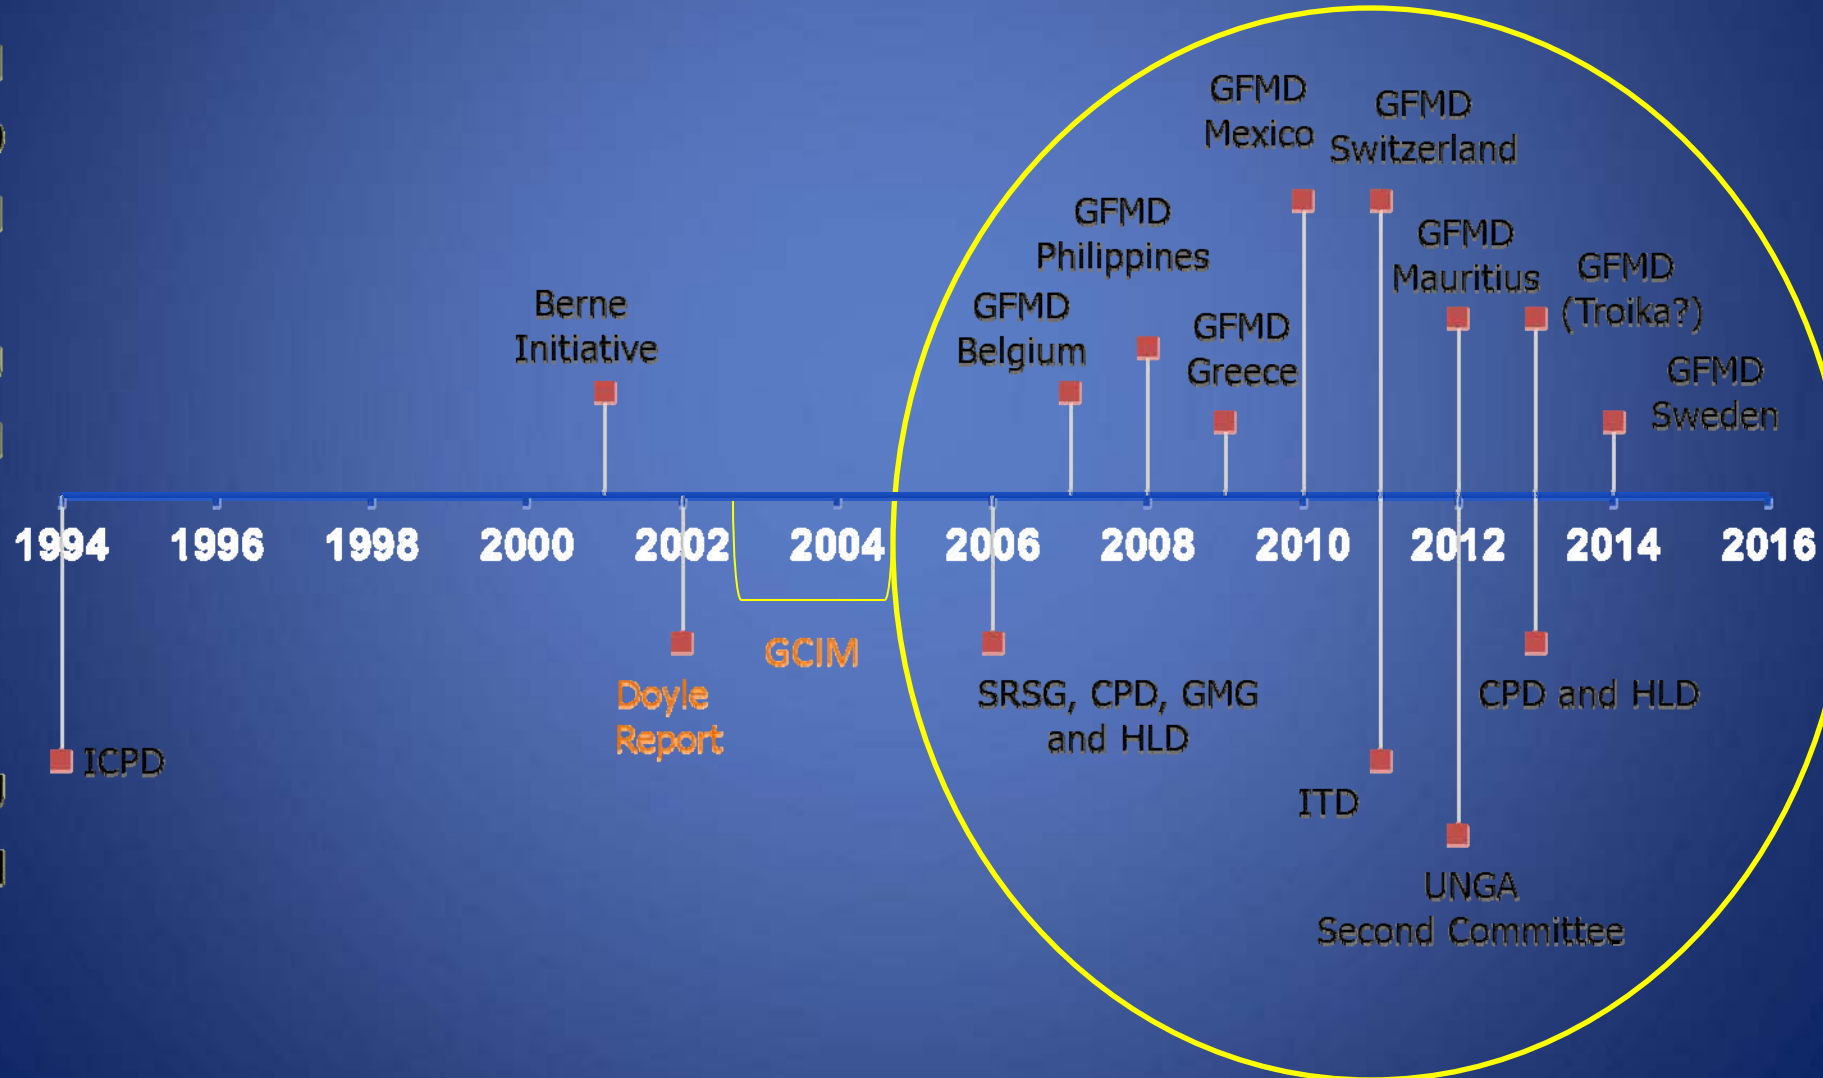 GFMD
Mexico
GFMD
Switzerland
GFMD
Philippines
GFMD
Mauritius
GFMD
(Troika?)
Berne
Initiative
GFMD
Belgium
GFMD
Greece
GFMD
Sweden
1994 1996 1998 2000 2002 2004 2006 2008 2010 2012 2014 2016
GCIM
Doyle
Report
SRSG, CPD, GMG
and HLD
CPD and HLD
ICPD
ITD
UNGA
Second Committee